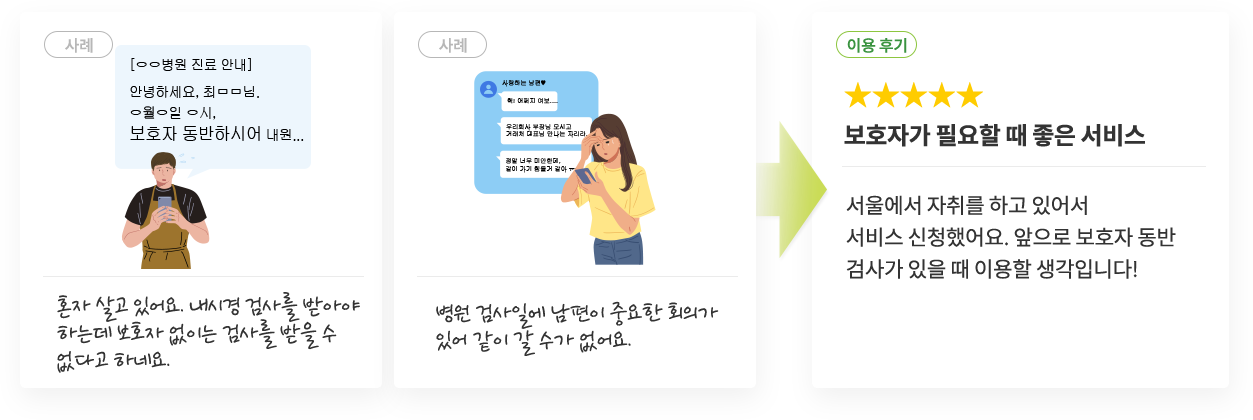 사례
[ㅇㅇ병원 진료 안내]
안녕하세요, 최ㅁㅁ님.
ㅇ월ㅇ일 ㅇ시,
보호자 동반하시어 내원...
혼자 살고 있어요. 내시경 검사를 받아야
하는데 보호자 없이는 검사를 받을 수
없다고 하네요.
사례
사랑하는 남편♥
헉! 어쩌지 여보....
우리회사 부장님 모시고
거래처 대표님 만나는 자리라.
정말 너무 미안한데,
같이 가기 힘들거 같아 ㅠ
병원 검사일에 남편이 중요한 회의가
있어 같이 갈 수가 없어요.
이용 후기
★★★★★
보호자가 필요할 때 좋은 서비스
서울에서 자취를 하고 있어서
서비스 신청했어요. 앞으로 보호자 동반
검사가 있을 때 이용할 생각입니다!